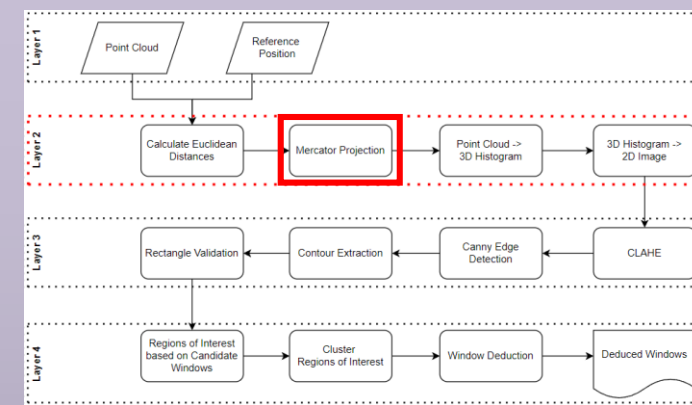 Layer 1
Point Cloud
Reference
Position
Layer 2
Calculate Euclidean
Distances
Mercator Projection
Point Cloud ->
3D Histogram
3D Histogram ->
2D Image
Layer 3
Rectangle Validation
Contour Extraction
Canny Edge
Detection
CLAHE
Layer 4
Regions of Interest
based on Candidate
Windows
Cluster
Regions of Interest
Window Deduction
Deduced Windows